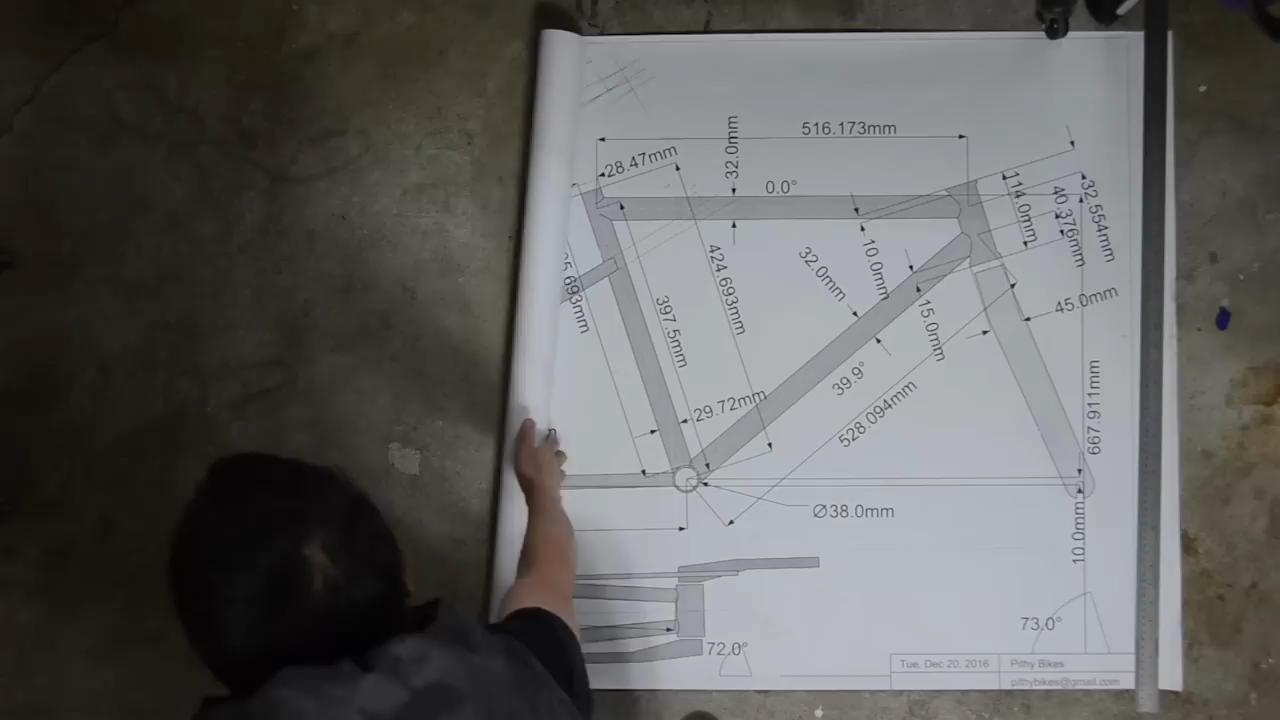 516.173mm
28.47mm
32.0mm
0.0°
114.0mm
32.554mm
40.376mm
10.0mm
32.0mm
424.693mm
397.5mm
5.693mm
15.0mm
45.0mm
39.9°
29.72mm
528.094mm
667.911mm
Ø38.0mm
10.0mm
73.0°
72.0°
Tue, Dec 20, 2016
Pithy Bikes
pithybikes@gmail.com